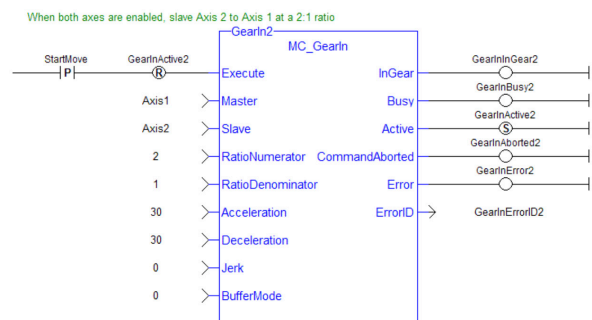 When both axes are enabled, slave Axis 2 to Axis 1 at a 2:1 ratio
GearIn2
MC_GearIn
StartMove GearInActive2 GearInInGear2
P R Execute InGear
GearInBusy2
Axis1 Master Busy
GearInActive2
Axis2 Slave Active S
GearInAborted2
2 RatioNumerator CommandAborted
GearInError2
1 RatioDenominator Error
30 Acceleration ErrorID GearInErrorID2
30 Deceleration
0 Jerk
0 BufferMode